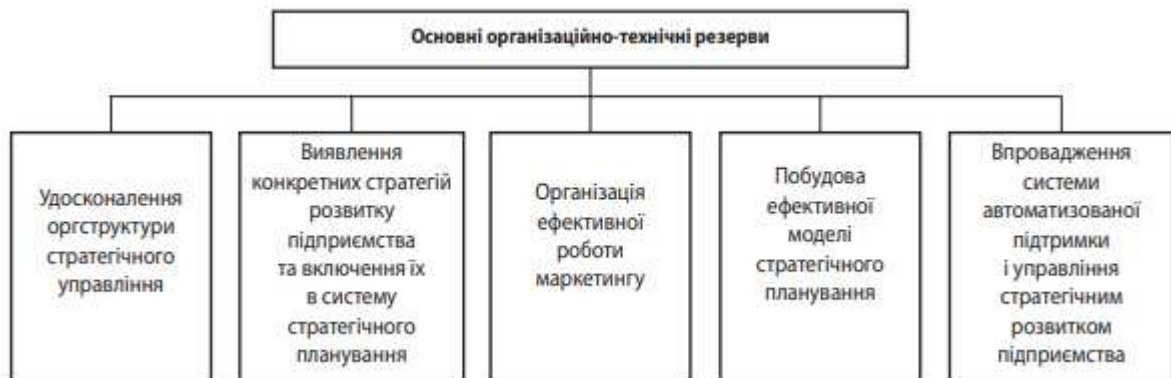 Основні організаційно-технічні резерви
Удосконалення
оргструктури
стратегічного
управління
Виявлення
конкретних стратегій
розвитку
підприємства
та включення їх
в систему
стратегічного
планування
Організація
ефективної
роботи
маркетингу
Побудова
ефективної
моделі
стратегічного
планування
Впровадження
системи
автоматизованої
підтримки
і управління
стратегічним
розвитком
підприємства